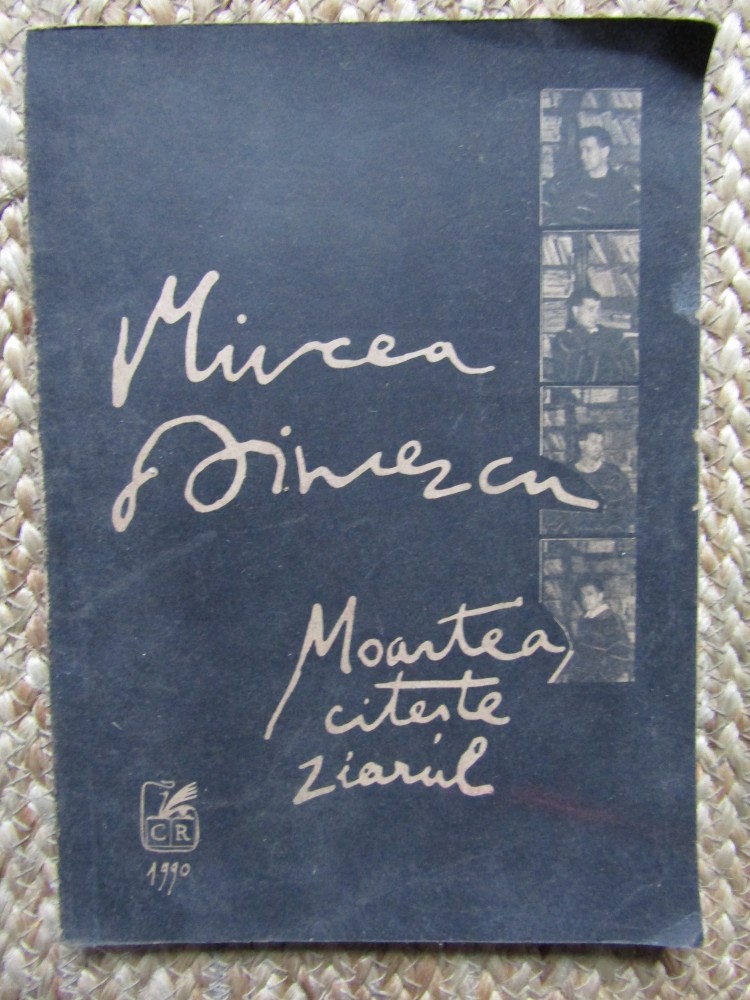 Mircea
Dinescu
Moartea
citește
ziarul
CR
1990